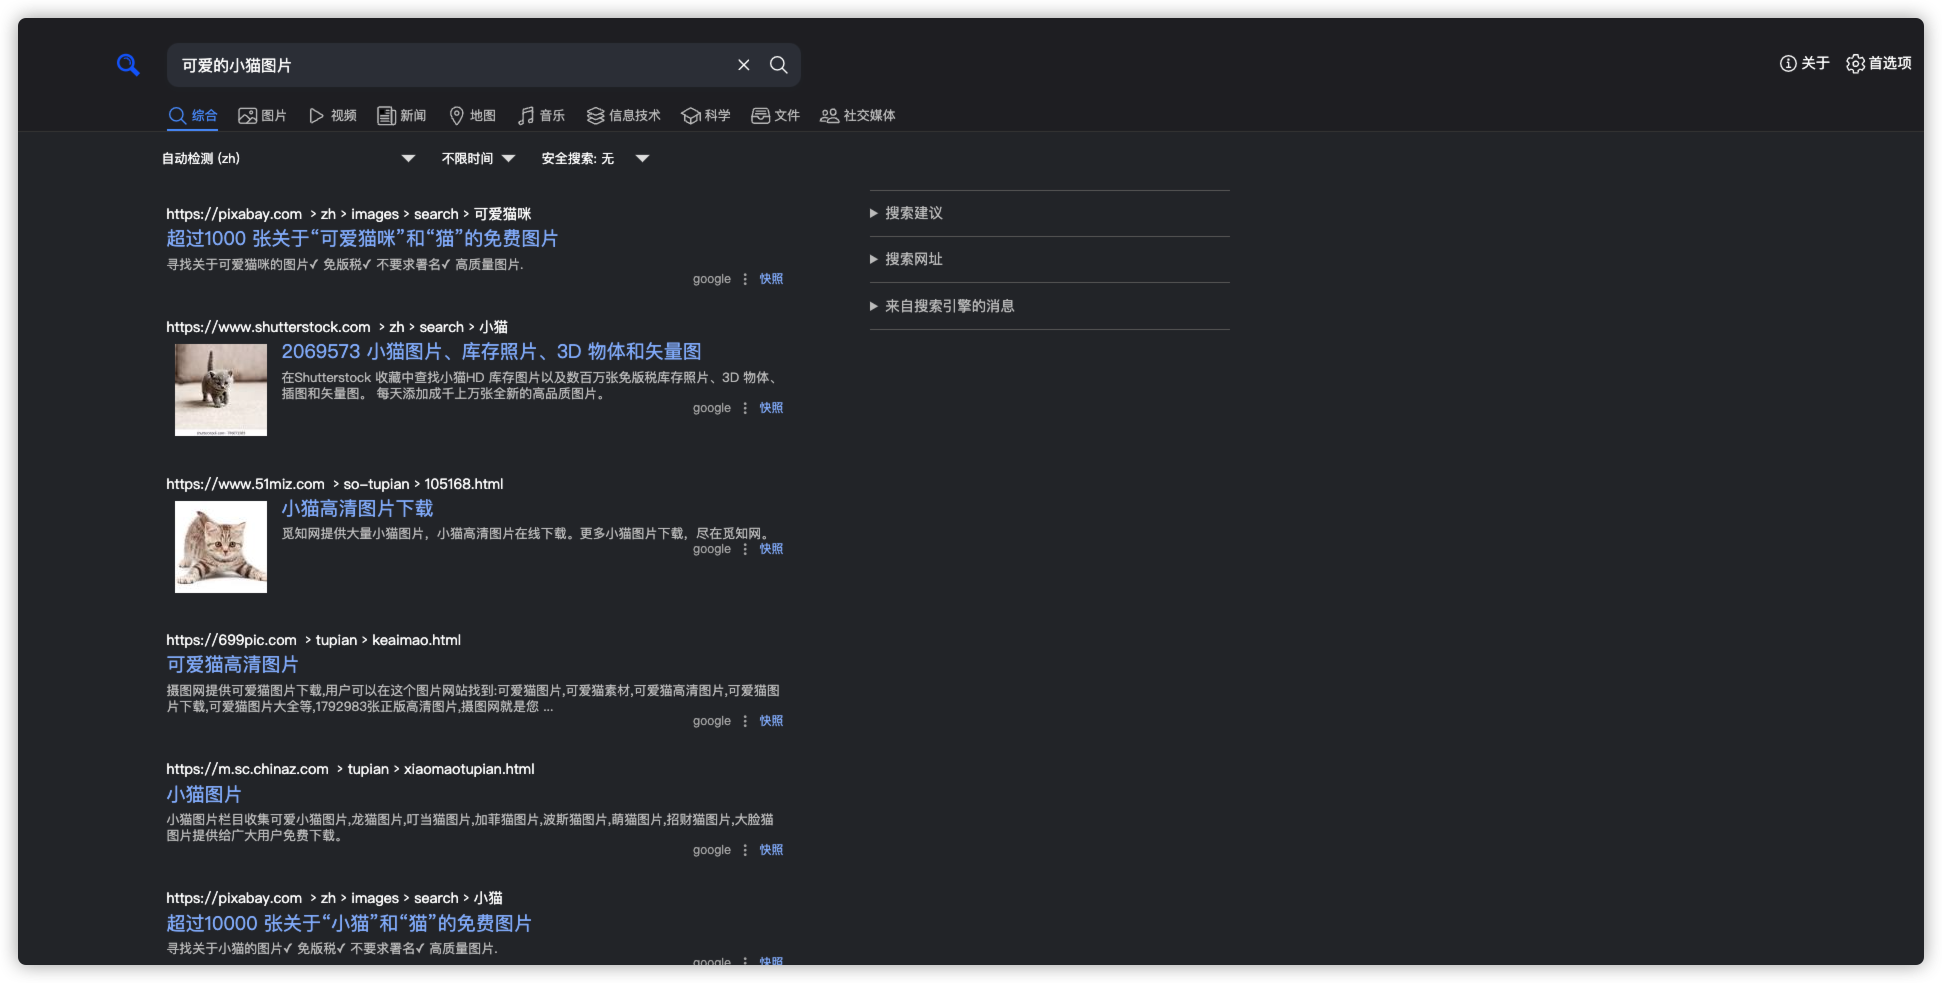 可爱的小猫图片
关于 首选项
综合 图片 视频 新闻 地图 音乐 信息技术 科学 文件 社交媒体
自动检测 (zh) 不限时间 安全搜索: 无
https://pixabay.com › zh › images › search › 可爱猫咪
超过1000 张关于“可爱猫咪”和“猫”的免费图片
寻找关于可爱猫咪的图片✓ 免版税✓ 不要求署名✓ 高质量图片.
google ⋮ 快照
https://www.shutterstock.com › zh › search › 小猫
2069573 小猫图片、库存照片、3D 物体和矢量图
在Shutterstock 收藏中查找小猫HD 库存图片以及数百万张免版税库存照片、3D 物体、
插图和矢量图。 每天添加成千上万张全新的高品质图片。
google ⋮ 快照
https://www.51miz.com › so-tupian › 105168.html
小猫高清图片下载
觅知网提供大量小猫图片，小猫高清图片在线下载。更多小猫图片下载，尽在觅知网。
google ⋮ 快照
https://699pic.com › tupian › keaimao.html
可爱猫高清图片
摄图网提供可爱猫图片下载,用户可以在这个图片网站找到:可爱猫图片,可爱猫素材,可爱猫高清图片,可爱猫图
片下载,可爱猫图片大全等,1792983张正版高清图片,摄图网就是您 ...
google ⋮ 快照
https://m.sc.chinaz.com › tupian › xiaomaotupian.html
小猫图片
小猫图片栏目收集可爱小猫图片,龙猫图片,叮当猫图片,加菲猫图片,波斯猫图片,萌猫图片,招财猫图片,大脸猫
图片提供给广大用户免费下载。
google ⋮ 快照
https://pixabay.com › zh › images › search › 小猫
超过10000 张关于“小猫”和“猫”的免费图片
寻找关于小猫的图片✓ 免版税✓ 不要求署名✓ 高质量图片.
google ⋮ 快照
搜索建议
搜索网址
来自搜索引擎的消息